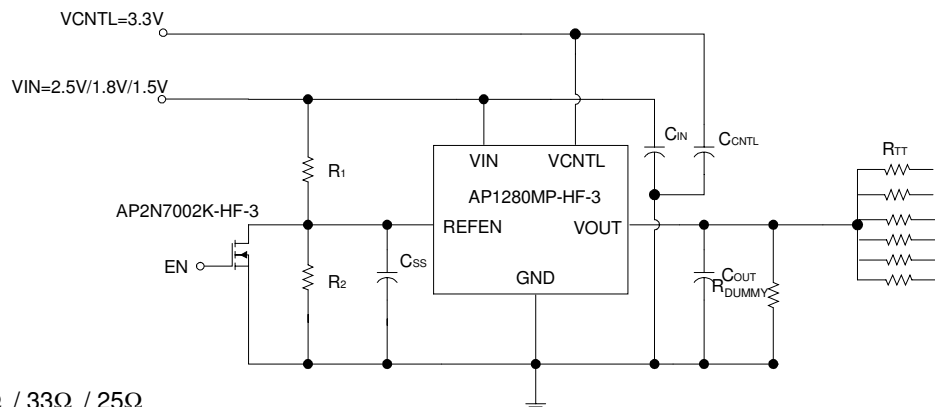 VCNTL=3.3V
VIN=2.5V/1.8V/1.5V
CIN
CCNTL
RTT
R1
VIN VCNTL
AP1280MP-HF-3
AP2N7002K-HF-3
REFEN VOUT
EN
R2
CSS
GND
COUT
RDUMMY
/ 33Ω / 25Ω